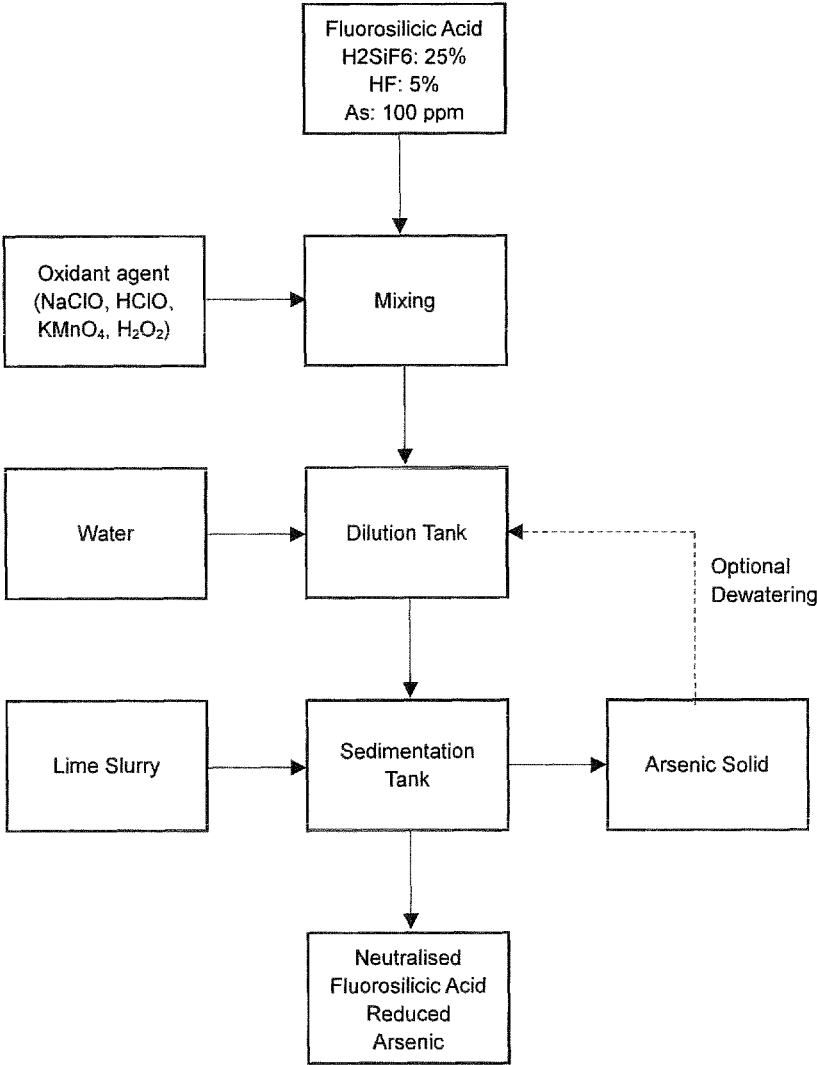 Fluorosilicic Acid
H2SiF6: 25%
HF: 5%
As: 100 ppm
Oxidant agent
(NaClO, HClO,
KMnO₄, H₂O₂)
Mixing
Water
Dilution Tank
Optional
Dewatering
Lime Slurry
Sedimentation
Tank
Arsenic Solid
Neutralised
Fluorosilicic Acid
Reduced
Arsenic